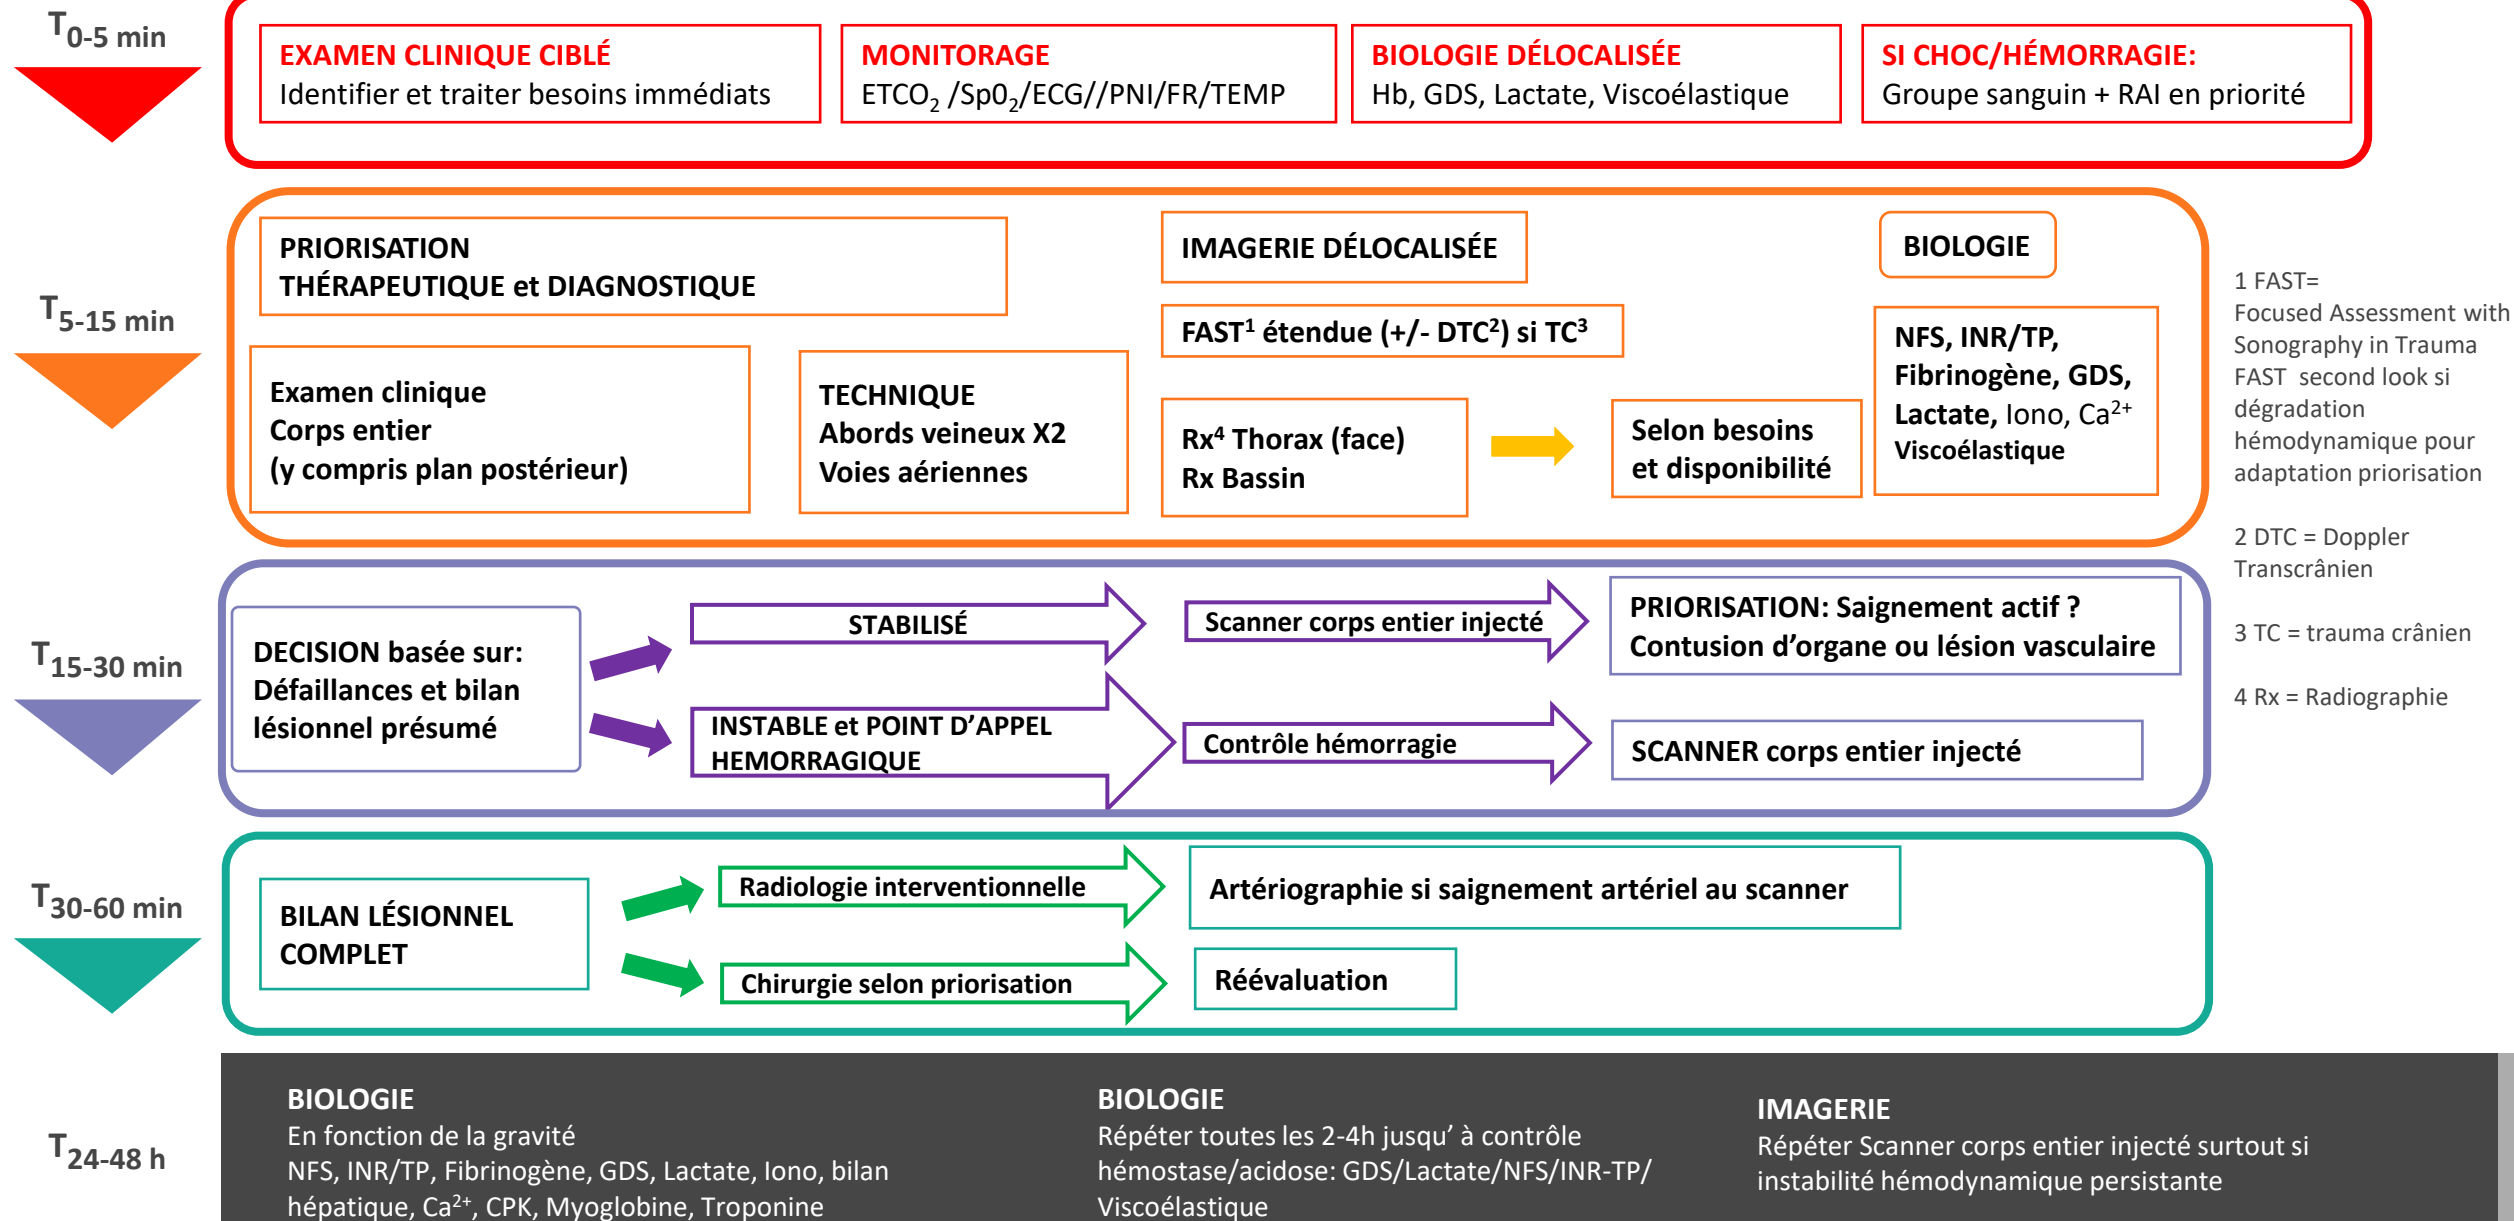 T0-5 min
EXAMEN CLINIQUE CIBLÉ
Identifier et traiter besoins immédiats
MONITORAGE
ETCO2 /Sp02/ECG//PNI/FR/TEMP
BIOLOGIE DÉLOCALISÉE
Hb, GDS, Lactate, Viscoélastique
SI CHOC/HÉMORRAGIE:
Groupe sanguin + RAI en priorité
T5-15 min
PRIORISATION
THÉRAPEUTIQUE et DIAGNOSTIQUE
Examen clinique
Corps entier
(y compris plan postérieur)
TECHNIQUE
Abords veineux X2
Voies aériennes
IMAGERIE DÉLOCALISÉE
FAST1 étendue (+/- DTC2) si TC3
Rx4 Thorax (face)
Rx Bassin
Selon besoins
et disponibilité
BIOLOGIE
NFS, INR/TP,
Fibrinogène, GDS,
Lactate, Iono, Ca2+
Viscoélastique
1 FAST=
Focused Assessment with
Sonography in Trauma
FAST second look si
dégradation
hémodynamique pour
adaptation priorisation
2 DTC = Doppler
Transcrânien
3 TC = trauma crânien
4 Rx = Radiographie
T15-30 min
DECISION basée sur:
Défaillances et bilan
lésionnel présumé
STABILISÉ
Scanner corps entier injecté
PRIORISATION: Saignement actif ?
Contusion d'organe ou lésion vasculaire
INSTABLE et POINT D'APPEL
HEMORRAGIQUE
Contrôle hémorragie
SCANNER corps entier injecté
T30-60 min
BILAN LÉSIONNEL
COMPLET
Radiologie interventionnelle
Artériographie si saignement artériel au scanner
Chirurgie selon priorisation
Réévaluation
T24-48 h
BIOLOGIE
En fonction de la gravité
NFS, INR/TP, Fibrinogène, GDS, Lactate, Iono, bilan
hépatique, Ca2+, CPK, Myoglobine, Troponine
BIOLOGIE
Répéter toutes les 2-4h jusqu' à contrôle
hémostase/acidose: GDS/Lactate/NFS/INR-TP/
Viscoélastique
IMAGERIE
Répéter Scanner corps entier injecté surtout si
instabilité hémodynamique persistante